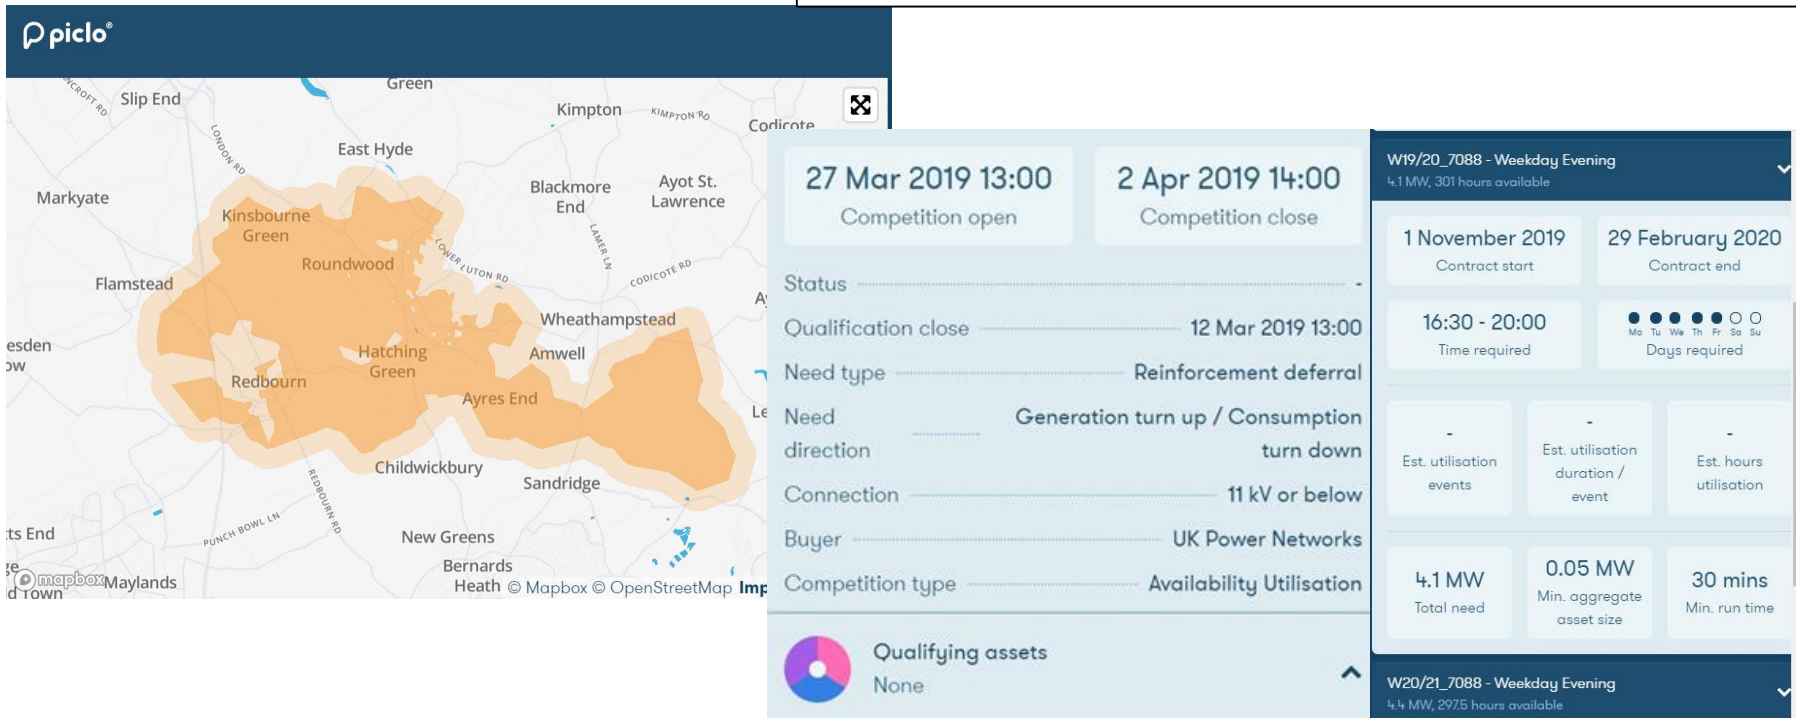 piclo®
Green
Slip End
Kimpton
KIMPTON RD
Codicote
LONDON RD
East Hyde
Markyate
Blackmore
End
Ayot St.
Lawrence
Kinsbourne
Green
LAMER LN
LOWER LUTON RD
Roundwood
CODICOTE RD
Flamstead
Wheathampstead
Hatching
Green
Amwell
Redbourn
Ayres End
Childwickbury
Sandridge
REDBOURN RD
PUNCH BOWL LN
New Greens
Bernards
Heath
mapbox
Maylands
© Mapbox © OpenStreetMap Imp
27 Mar 2019 13:00
Competition open
2 Apr 2019 14:00
Competition close
Status -
Qualification close 12 Mar 2019 13:00
Need type Reinforcement deferral
Need direction Generation turn up / Consumption
turn down
Connection 11 kV or below
Buyer UK Power Networks
Competition type Availability Utilisation
Qualifying assets
None
W19/20_7088 - Weekday Evening
4.1 MW, 301 hours available
1 November 2019
Contract start
29 February 2020
Contract end
16:30 - 20:00
Time required
Mo Tu We Th Fr Sa Su
Days required
-
Est. utilisation
events
-
Est. utilisation
duration /
event
-
Est. hours
utilisation
4.1 MW
Total need
0.05 MW
Min. aggregate
asset size
30 mins
Min. run time
W20/21_7088 - Weekday Evening
4.4 MW, 297.5 hours available